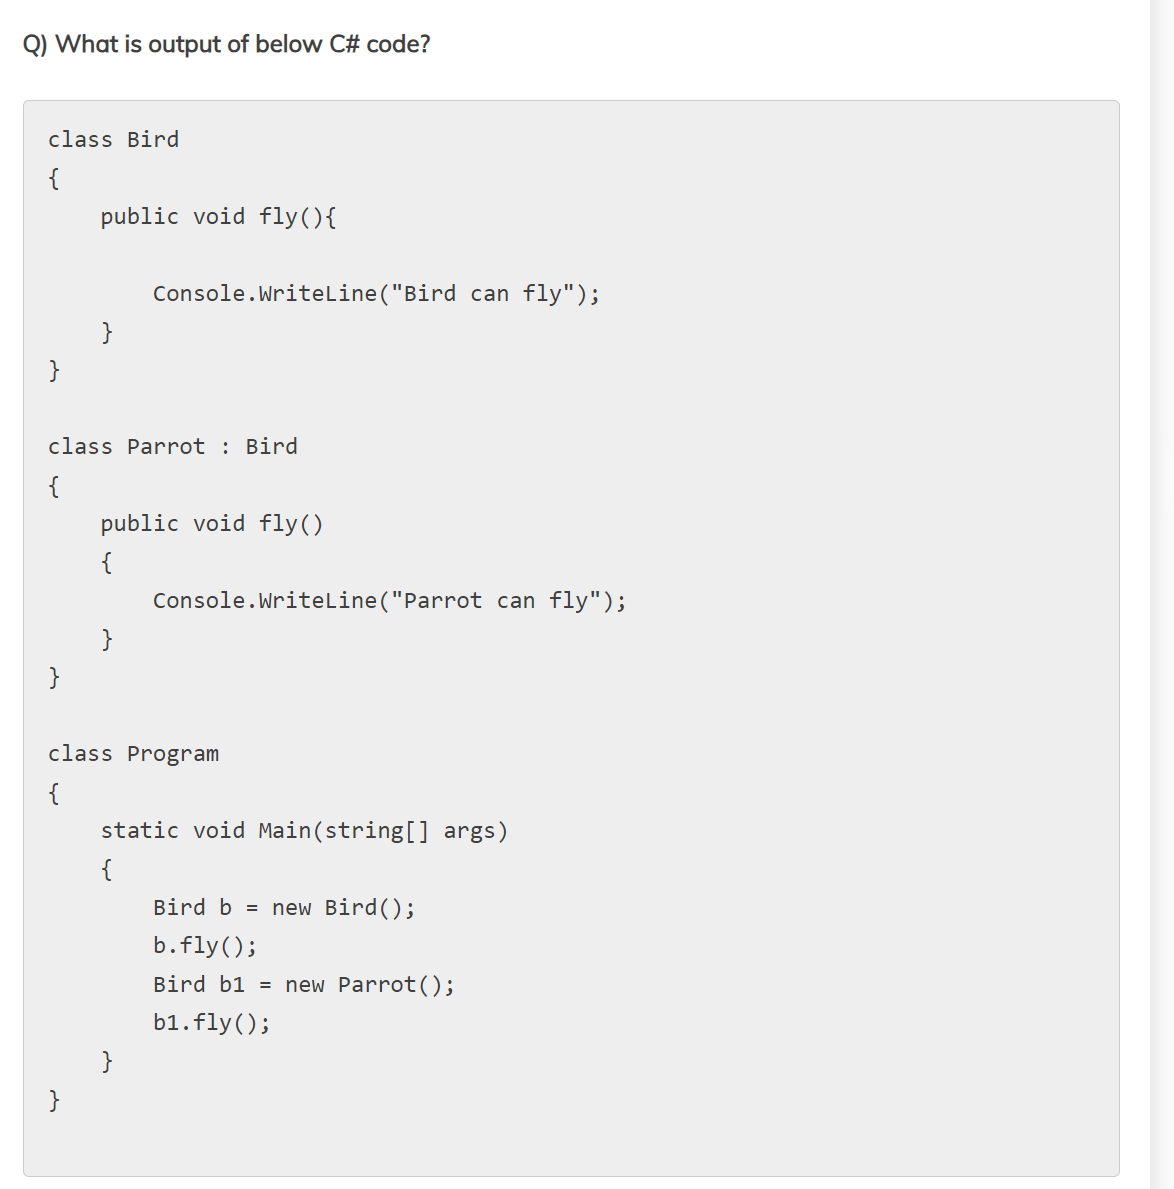 Q) What is output of below C# code?
class Bird
{
    public void fly(){
        Console.WriteLine("Bird can fly");
    }
}
class Parrot : Bird
{
    public void fly()
    {
        Console.WriteLine("Parrot can fly");
    }
}
class Program
{
    static void Main(string[] args)
    {
        Bird b = new Bird();
        b.fly();
        Bird b1 = new Parrot();
        b1.fly();
    }
}